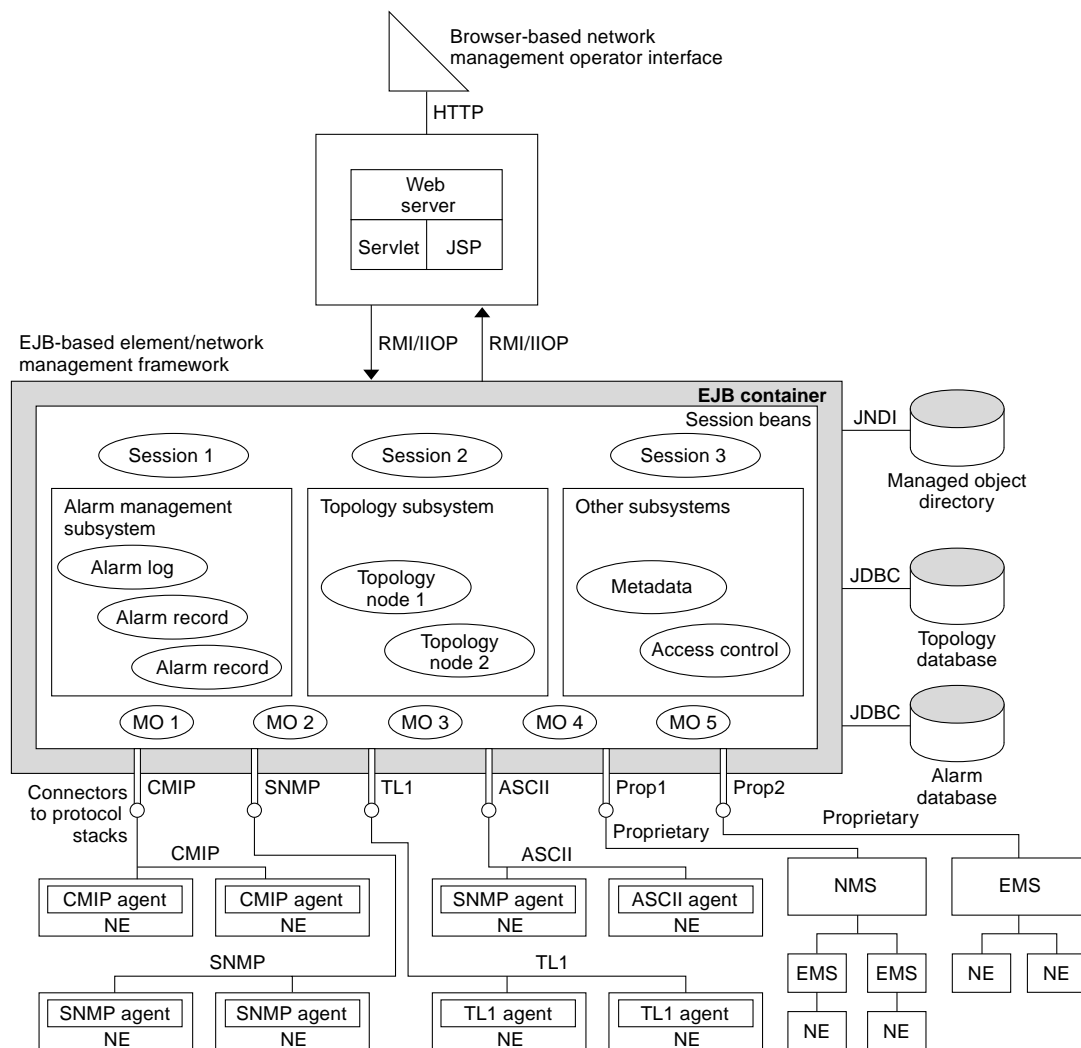 Browser-based network
management operator interface
HTTP
Web
server
Servlet
JSP
RMI/IIOP
RMI/IIOP
EJB-based element/network
management framework
EJB container
Session beans
Session 1
Session 2
Session 3
JNDI
Managed object
directory
Alarm management
subsystem
Alarm log
Alarm record
Alarm record
Topology subsystem
Topology
node 1
Topology
node 2
Other subsystems
Metadata
Access control
JDBC
Topology
database
MO 1
MO 2
MO 3
MO 4
MO 5
JDBC
Alarm
database
Connectors
to protocol
stacks
CMIP
SNMP
TL1
ASCII
Prop1
Prop2
Proprietary
Proprietary
CMIP
ASCII
CMIP agent
NE
CMIP agent
NE
SNMP agent
NE
ASCII agent
NE
NMS
EMS
SNMP
TL1
EMS
EMS
NE
NE
SNMP agent
NE
SNMP agent
NE
TL1 agent
NE
TL1 agent
NE
NE
NE